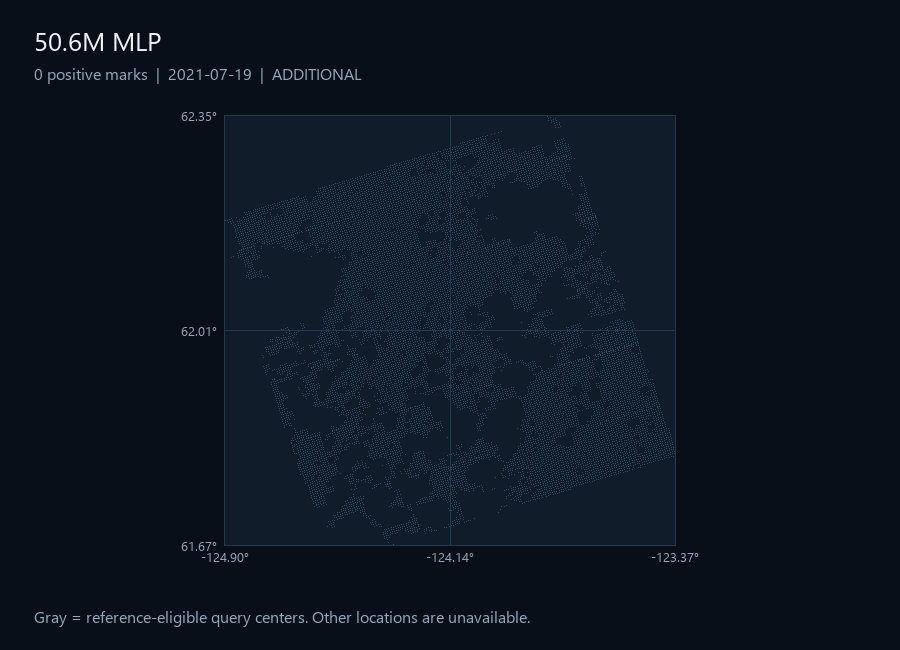 50.6M MLP
0 positive marks | 2021-07-19 | ADDITIONAL
62.35°
62.01°
61.67°
-124.90°
-124.14°
-123.37°
Gray = reference-eligible query centers. Other locations are unavailable.